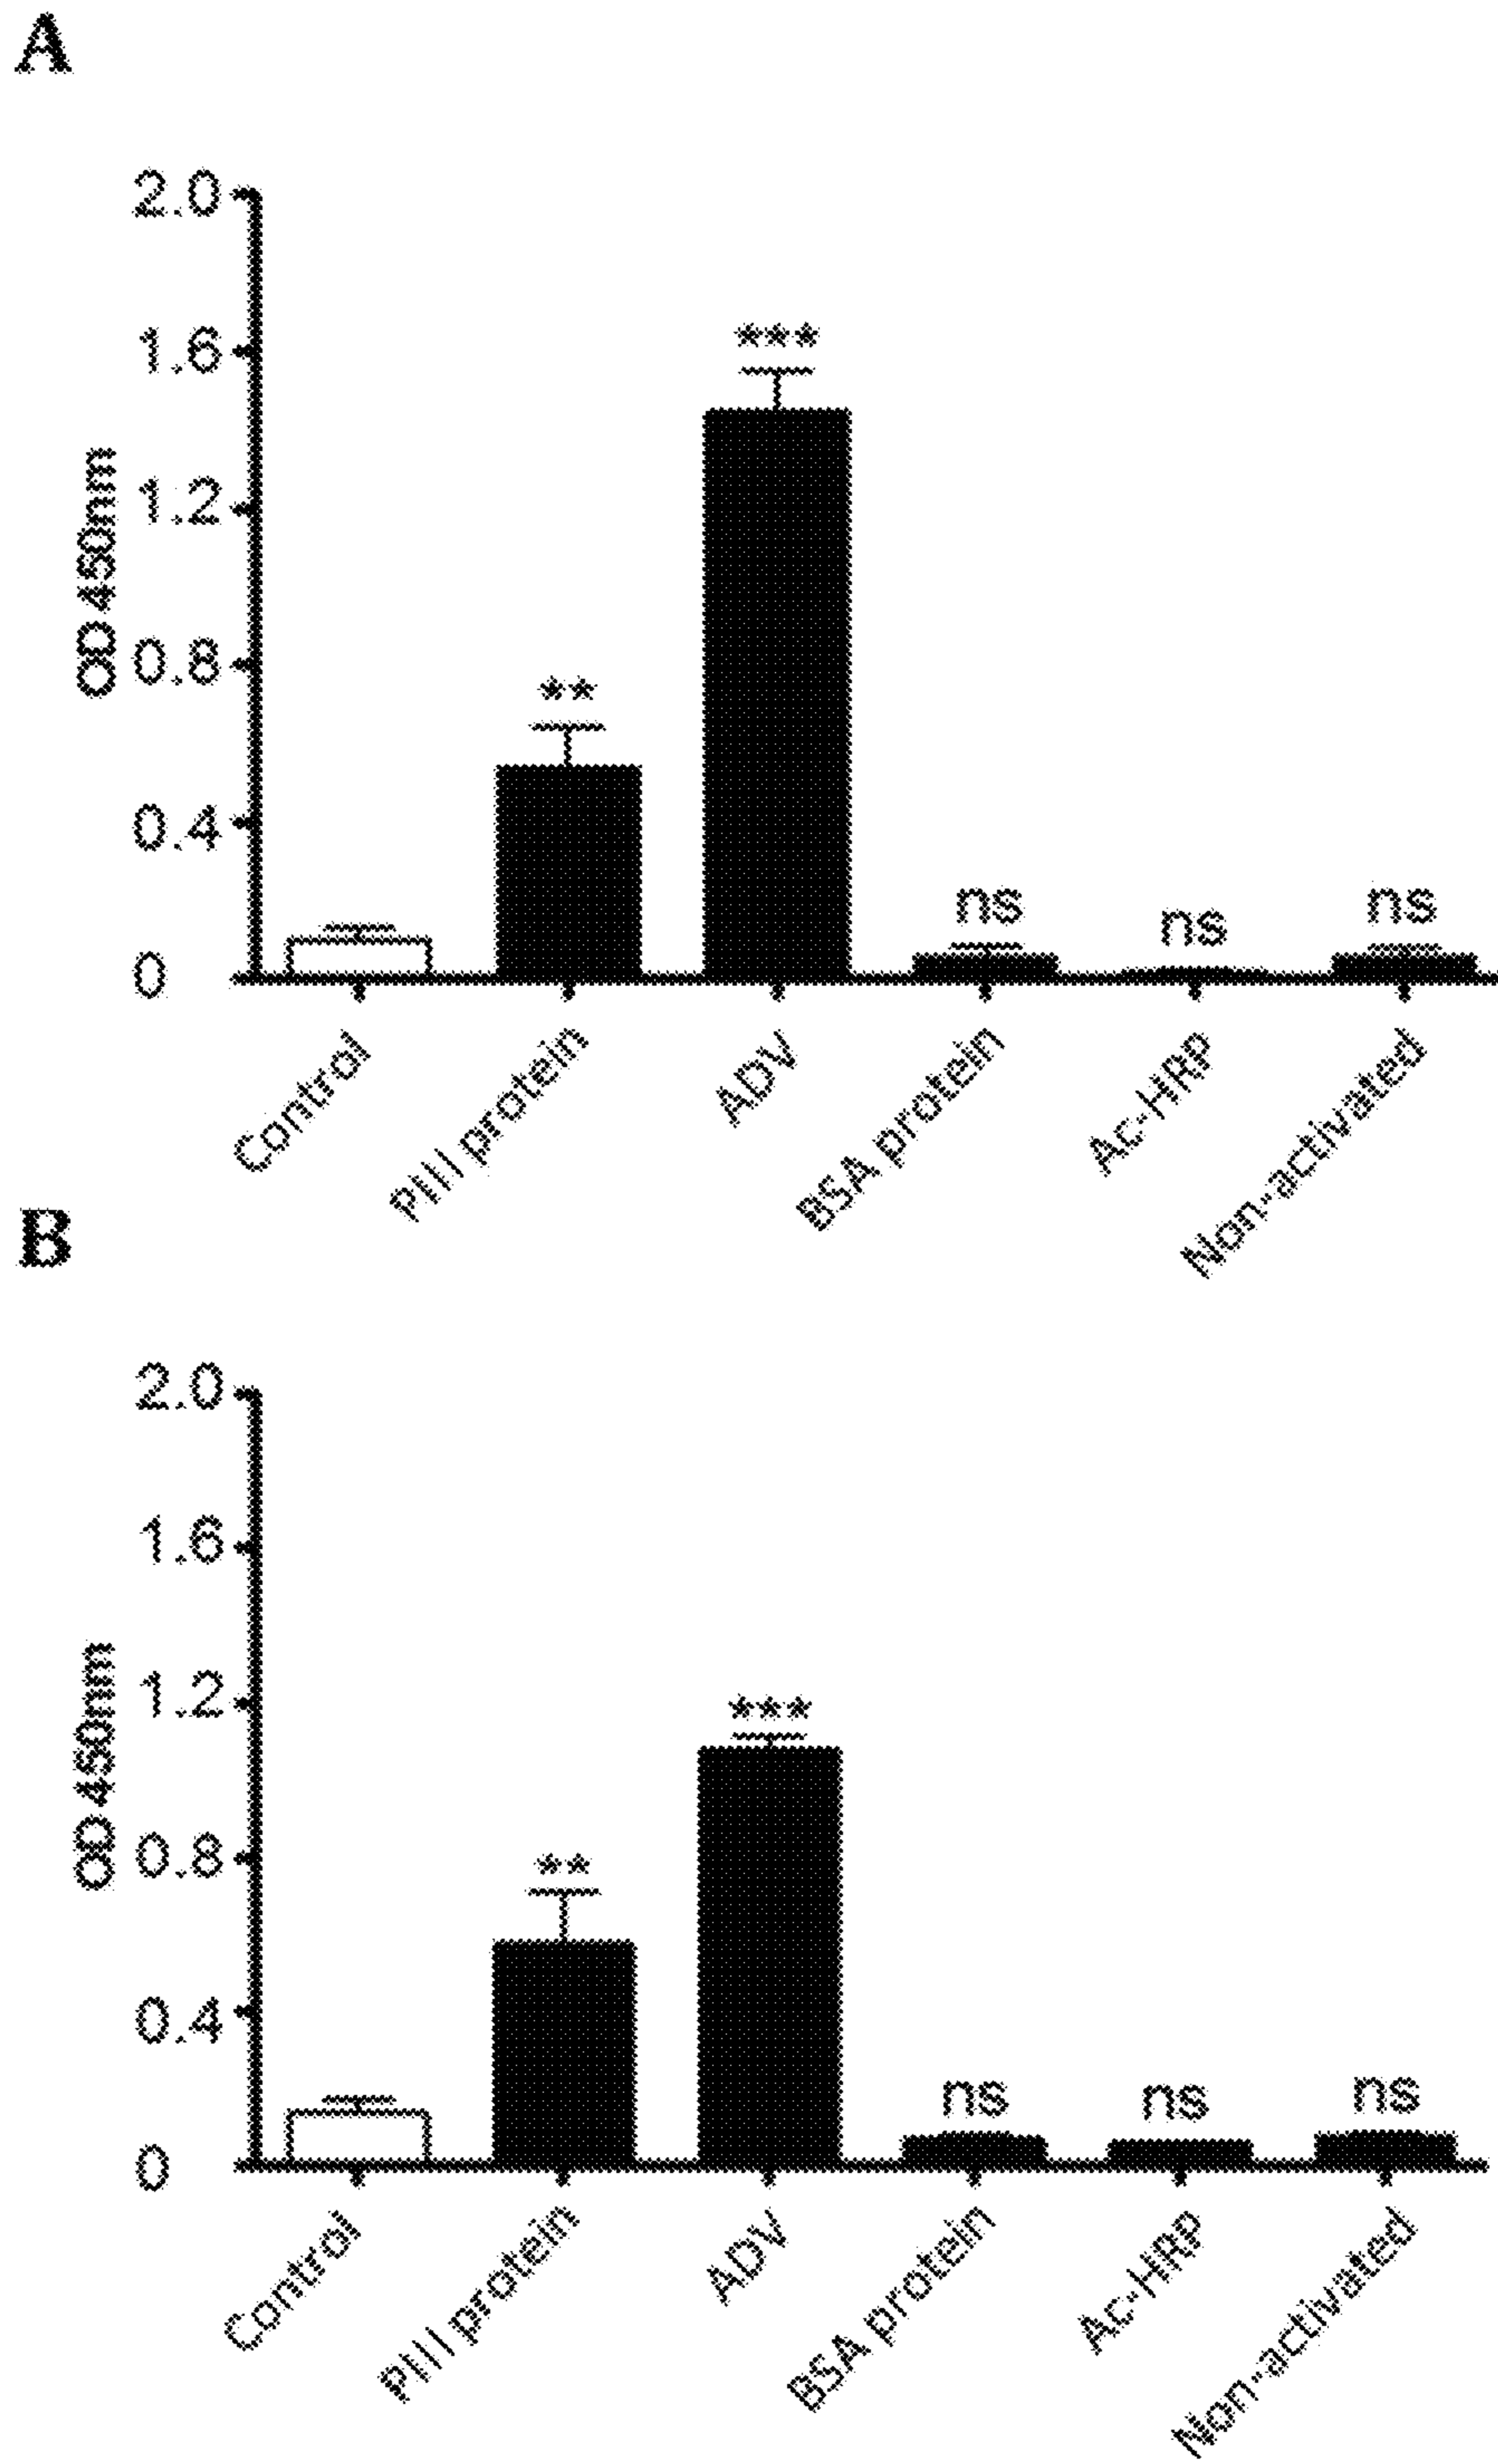 A
2.0
1.6
1.2
0.8
0.4
0
OD 450nm
***
**
ns
ns
ns
Control
PIII protein
ADV
BSA protein
Ac-HRP
Non-activated
B
2.0
1.6
1.2
0.8
0.4
0
OD 450nm
***
**
ns
ns
ns
Control
PIII protein
ADV
BSA protein
Ac-HRP
Non-activated